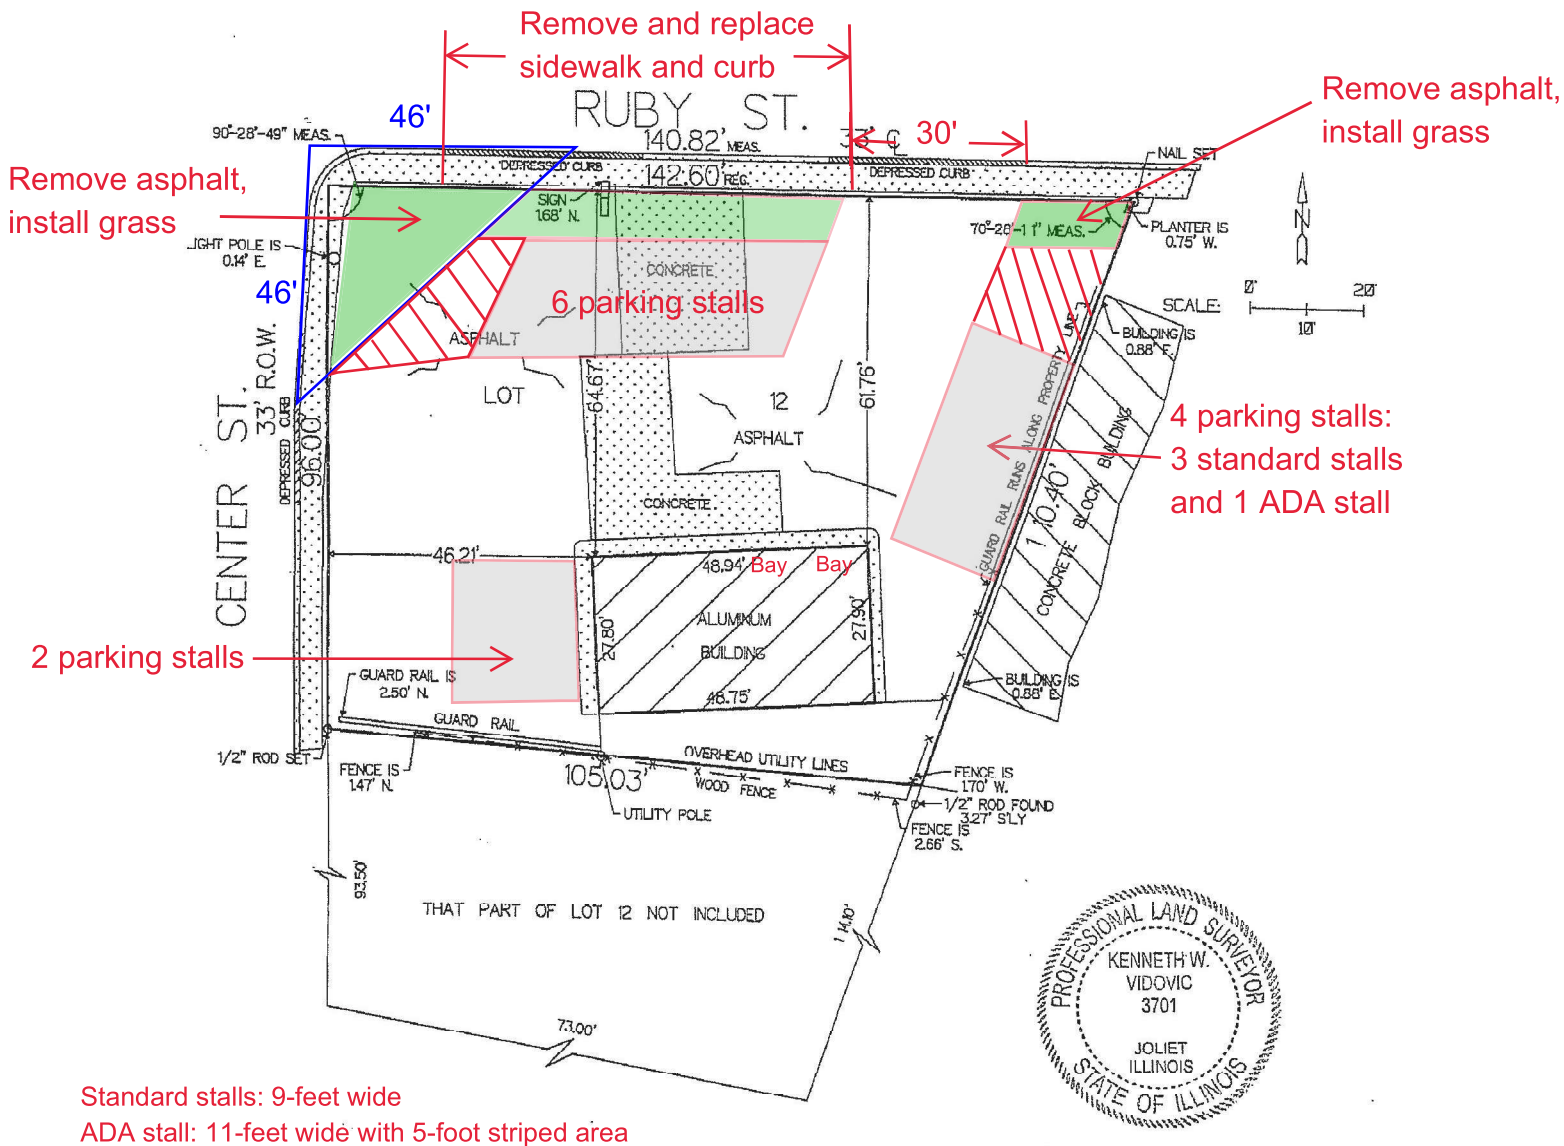 Remove and replace
sidewalk and curb
RUBY ST.
46'
90°-28'-49" MEAS.
140.82' MEAS.
33' ℄
30'
Remove asphalt,
install grass
NAIL SET
DEPRESSED CURB
142.60' REG.
DEPRESSED CURB
Remove asphalt,
install grass
SIGN
1.68' N.
70°-28'-11" MEAS.
PLANTER IS
0.75' W.
LIGHT POLE IS
0.14' E.
N
46'
CONCRETE
6 parking stalls
SCALE:
0'
10'
20'
ASPHALT
LOT
12
ASPHALT
BUILDING IS
0.88' E.
33' R.O.W.
CENTER ST.
DEPRESSED CURB
96.00
64.67'
61.76'
GUARD RAIL RUNS ALONG PROPERTY LINE
110.40'
CONCRETE BLOCK BUILDING
4 parking stalls:
3 standard stalls
and 1 ADA stall
CONCRETE
46.21'
48.94'
Bay
Bay
ALUMINUM
BUILDING
27.80'
27.90'
48.75'
2 parking stalls
GUARD RAIL IS
2.50' N.
GUARD RAIL
BUILDING IS
0.88' E.
1/2" ROD SET
FENCE IS
1.47' N.
105.03'
OVERHEAD UTILITY LINES
WOOD FENCE
UTILITY POLE
FENCE IS
1.70' W.
1/2" ROD FOUND
3.27' S'LY
FENCE IS
2.66' S.
93.50'
THAT PART OF LOT 12 NOT INCLUDED
114.10'
73.00'
PROFESSIONAL LAND SURVEYOR
KENNETH W.
VIDOVIC
3701
JOLIET
ILLINOIS
STATE OF ILLINOIS
Standard stalls: 9-feet wide
ADA stall: 11-feet wide with 5-foot striped area